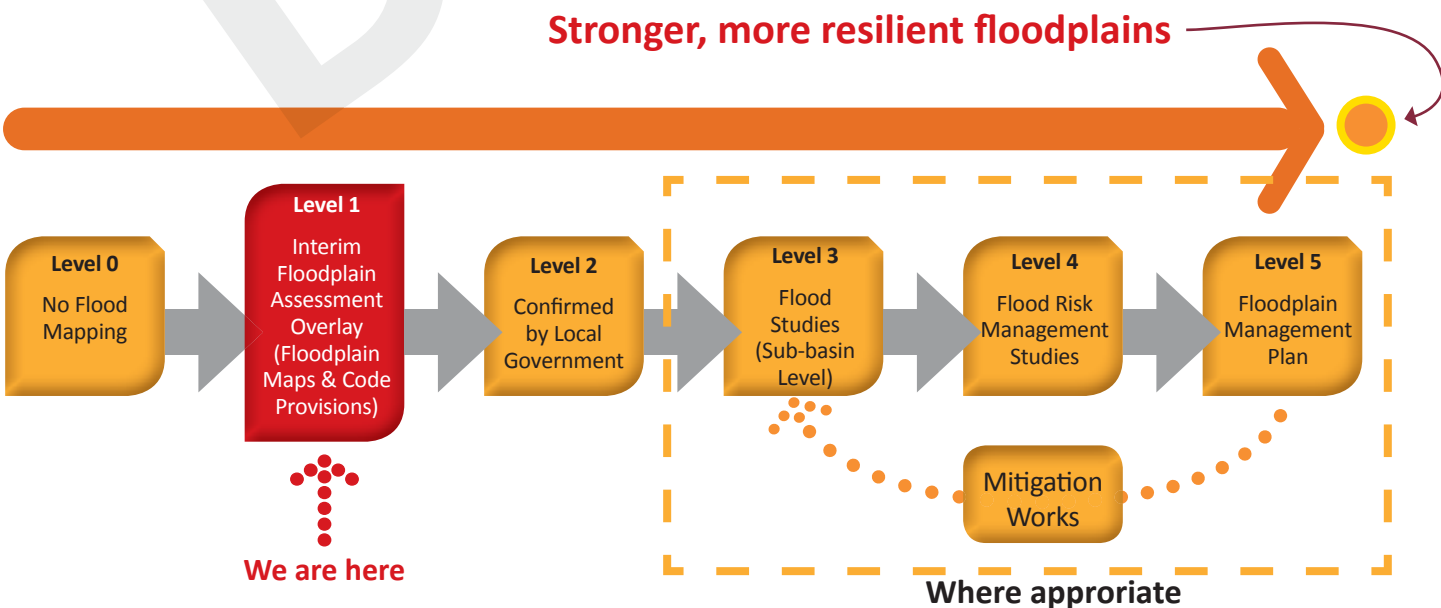 Stronger, more resilient floodplains
Level 0
No Flood
Mapping
Level 1
Interim
Floodplain
Assessment
Overlay
(Floodplain
Maps & Code
Provisions)
Level 2
Confirmed
by Local
Government
Level 3
Flood
Studies
(Sub-basin
Level)
Level 4
Flood Risk
Management
Studies
Level 5
Floodplain
Management
Plan
Mitigation
Works
We are here
Where approriate